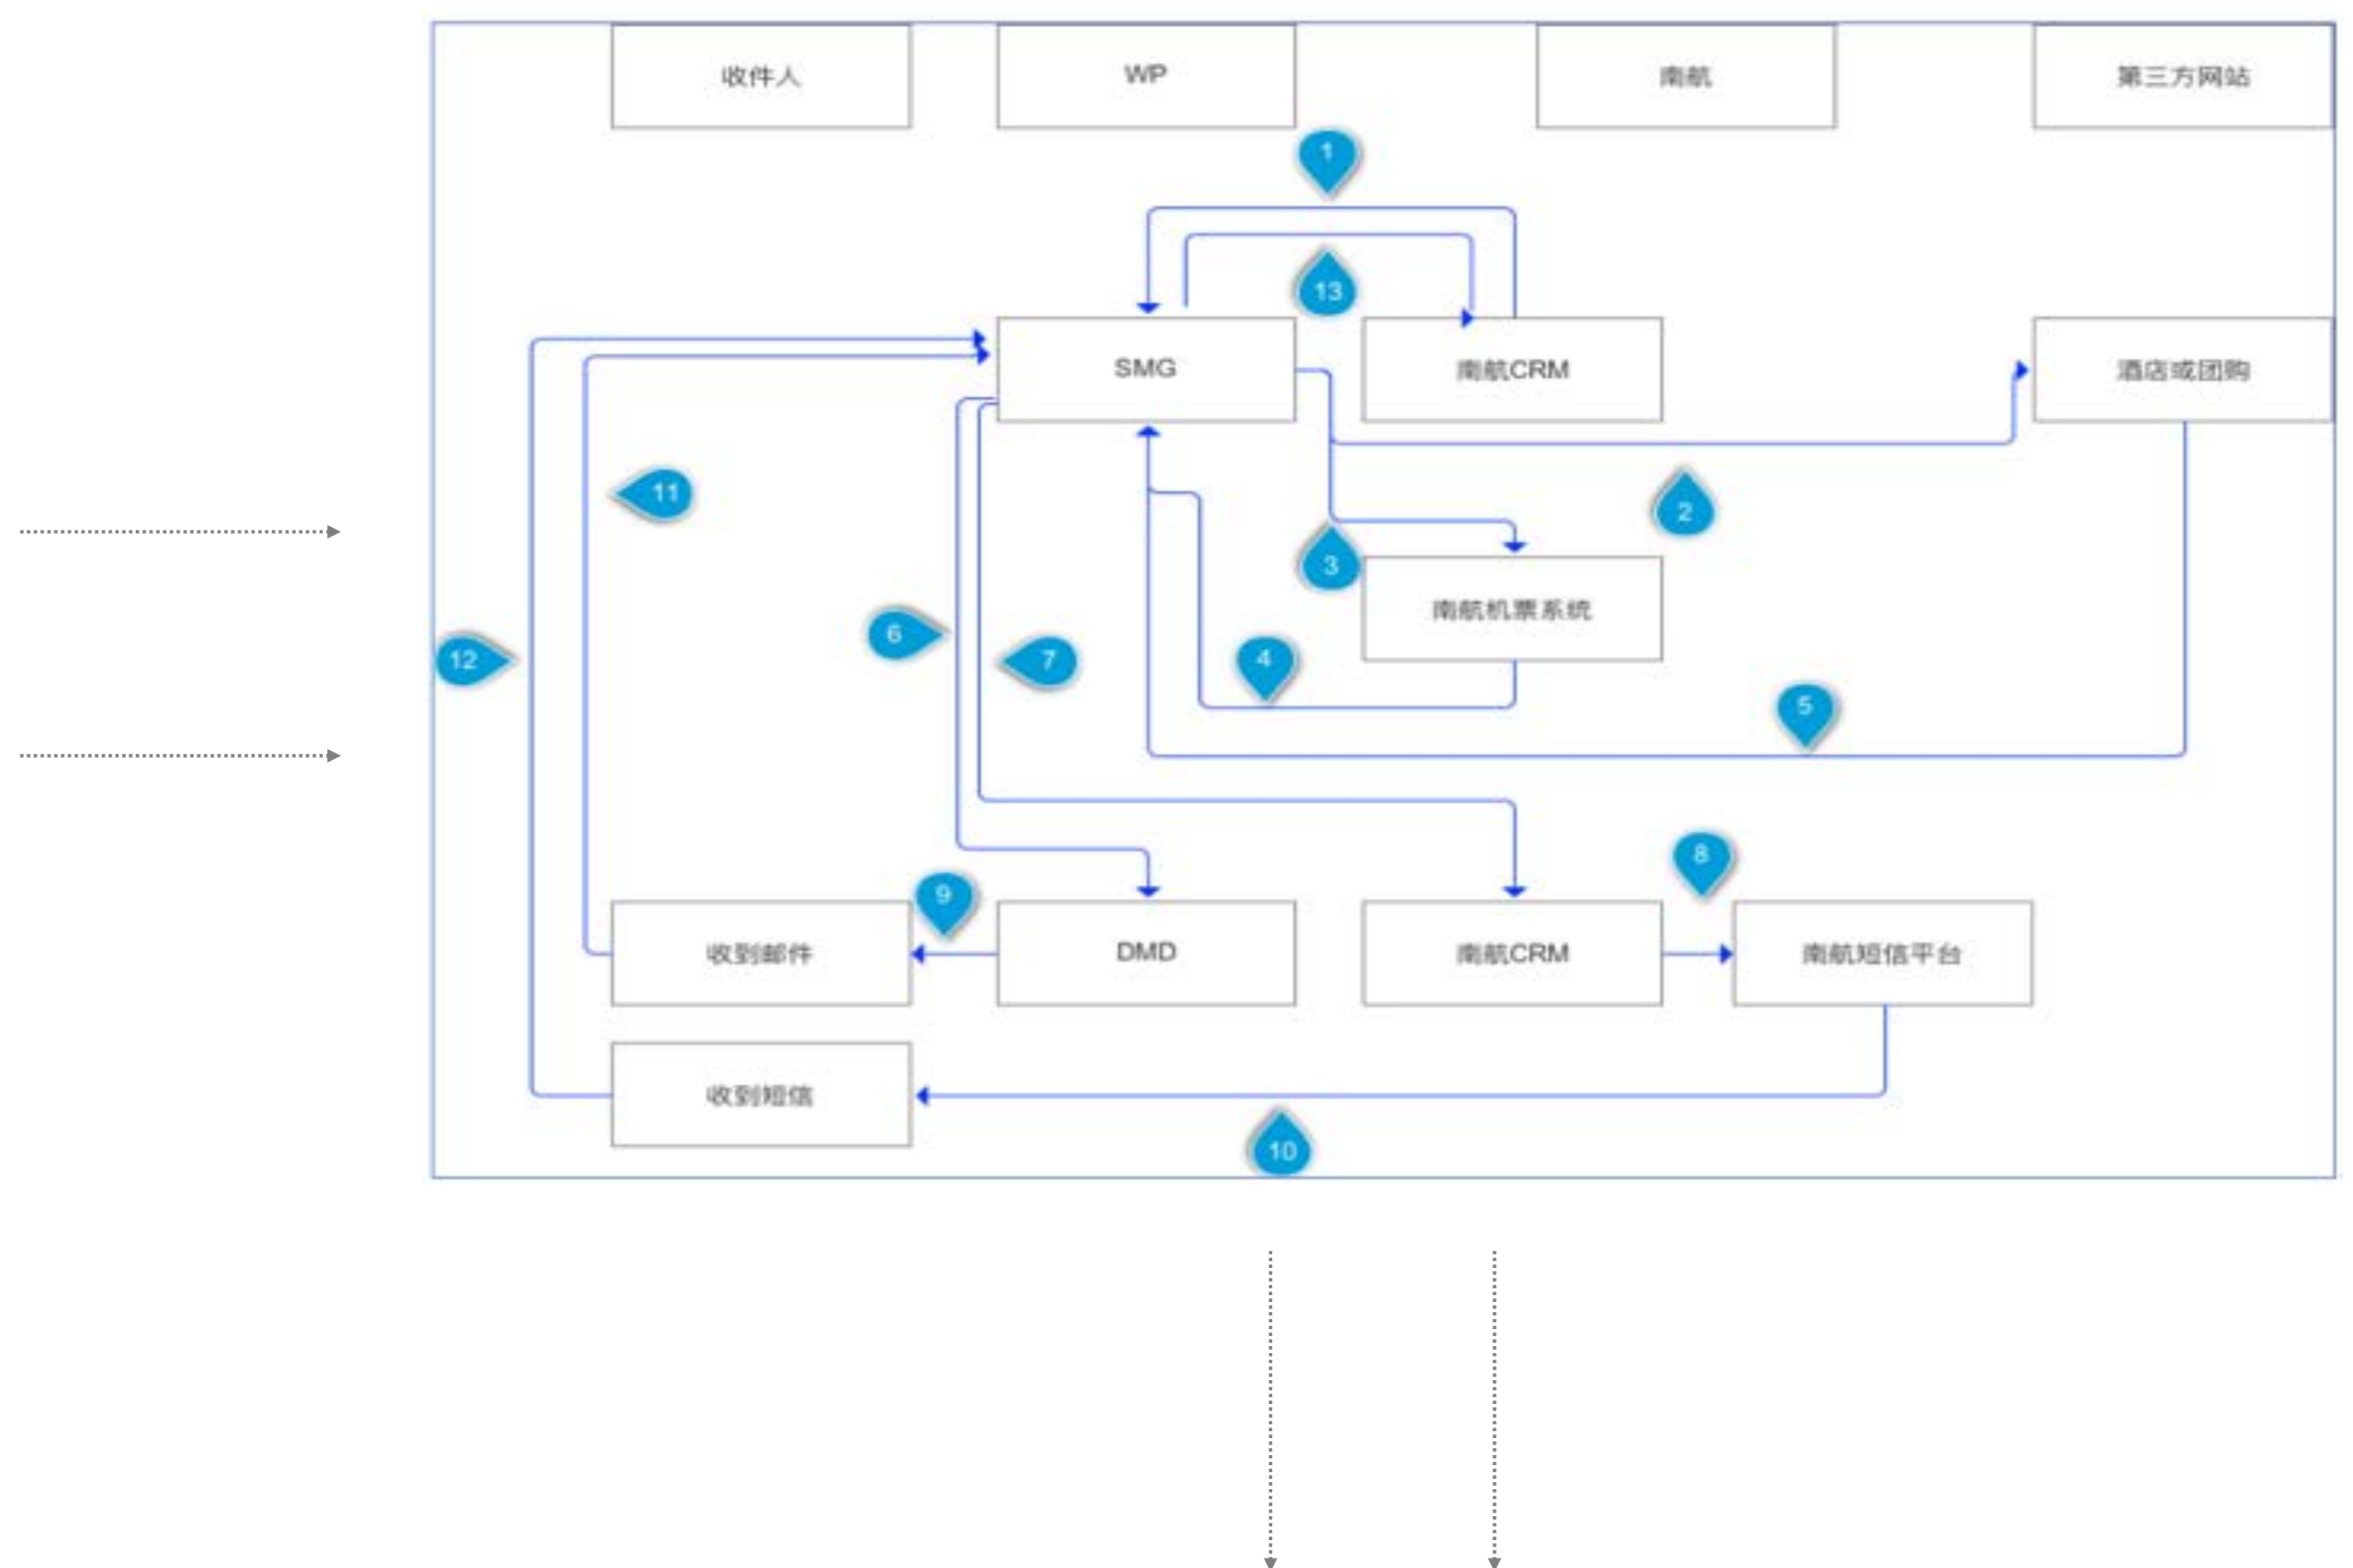 收件人
WP
南航
第三方网站
1
13
SMG
南航CRM
酒店或团购
11
2
3
南航机票系统
6
12
7
4
5
8
9
收到邮件
DMD
南航CRM
南航短信平台
收到短信
10